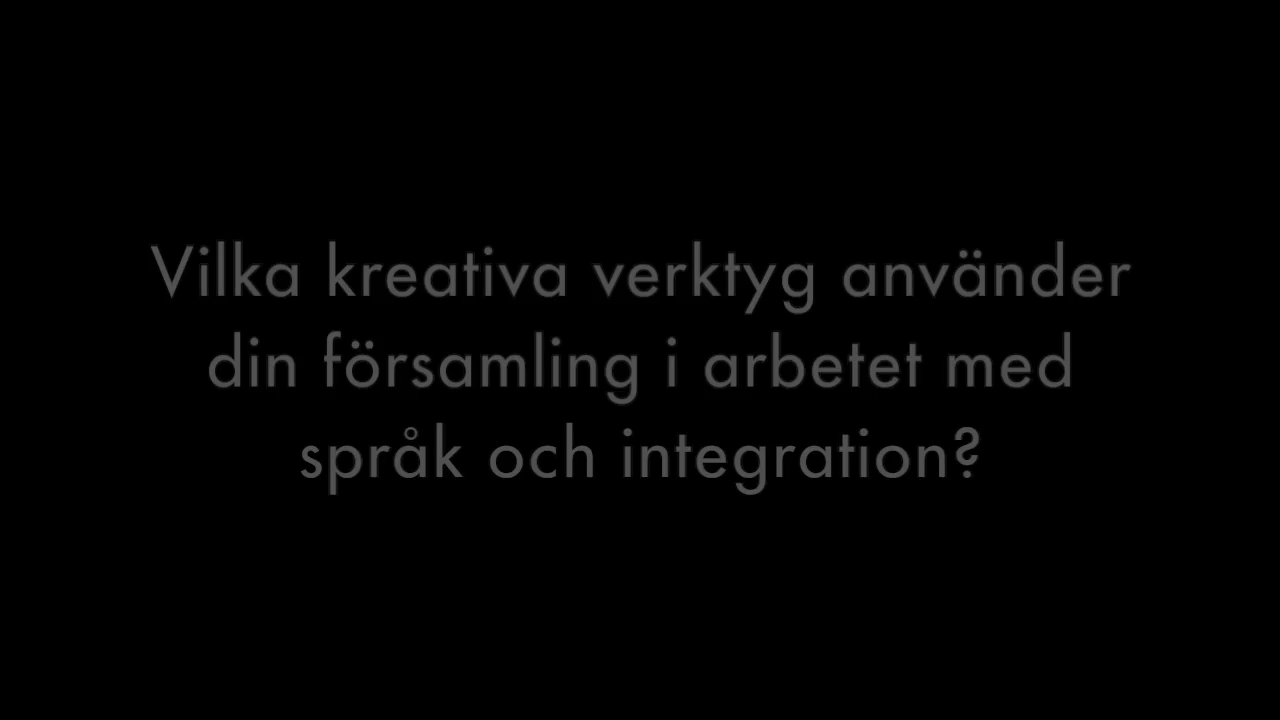 Vilka kreativa verktyg använder
din församling i arbetet med
språk och integration?